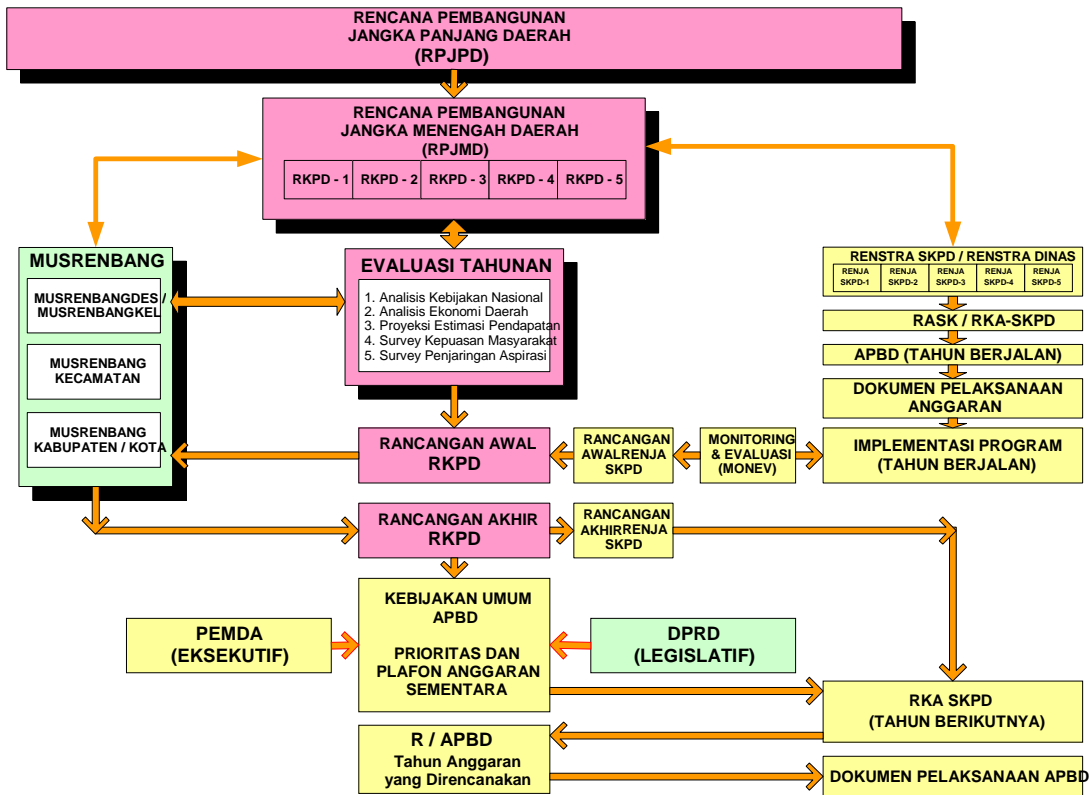 RENCANA PEMBANGUNAN
JANGKA PANJANG DAERAH
(RPJPD)
RENCANA PEMBANGUNAN
JANGKA MENENGAH DAERAH
(RPJMD)
RKPD - 1 RKPD - 2 RKPD - 3 RKPD - 4 RKPD - 5
MUSRENBANG
MUSRENBANGDES /
MUSRENBANGKEL
MUSRENBANG
KECAMATAN
MUSRENBANG
KABUPATEN / KOTA
EVALUASI TAHUNAN
1. Analisis Kebijakan Nasional
2. Analisis Ekonomi Daerah
3. Proyeksi Estimasi Pendapatan
4. Survey Kepuasan Masyarakat
5. Survey Penjaringan Aspirasi
RENSTRA SKPD / RENSTRA DINAS
RENJA SKPD-1 RENJA SKPD-2 RENJA SKPD-3 RENJA SKPD-4 RENJA SKPD-5
RASK / RKA-SKPD
APBD (TAHUN BERJALAN)
DOKUMEN PELAKSANAAN
ANGGARAN
IMPLEMENTASI PROGRAM
(TAHUN BERJALAN)
MONITORING
& EVALUASI
(MONEV)
RANCANGAN
AWALRENJA
SKPD
RANCANGAN AWAL
RKPD
RANCANGAN AKHIR
RKPD
RANCANGAN
AKHIRRENJA
SKPD
KEBIJAKAN UMUM
APBD
PRIORITAS DAN
PLAFON ANGGARAN
SEMENTARA
PEMDA
(EKSEKUTIF)
DPRD
(LEGISLATIF)
RKA SKPD
(TAHUN BERIKUTNYA)
R / APBD
Tahun Anggaran
yang Direncanakan
DOKUMEN PELAKSANAAN APBD